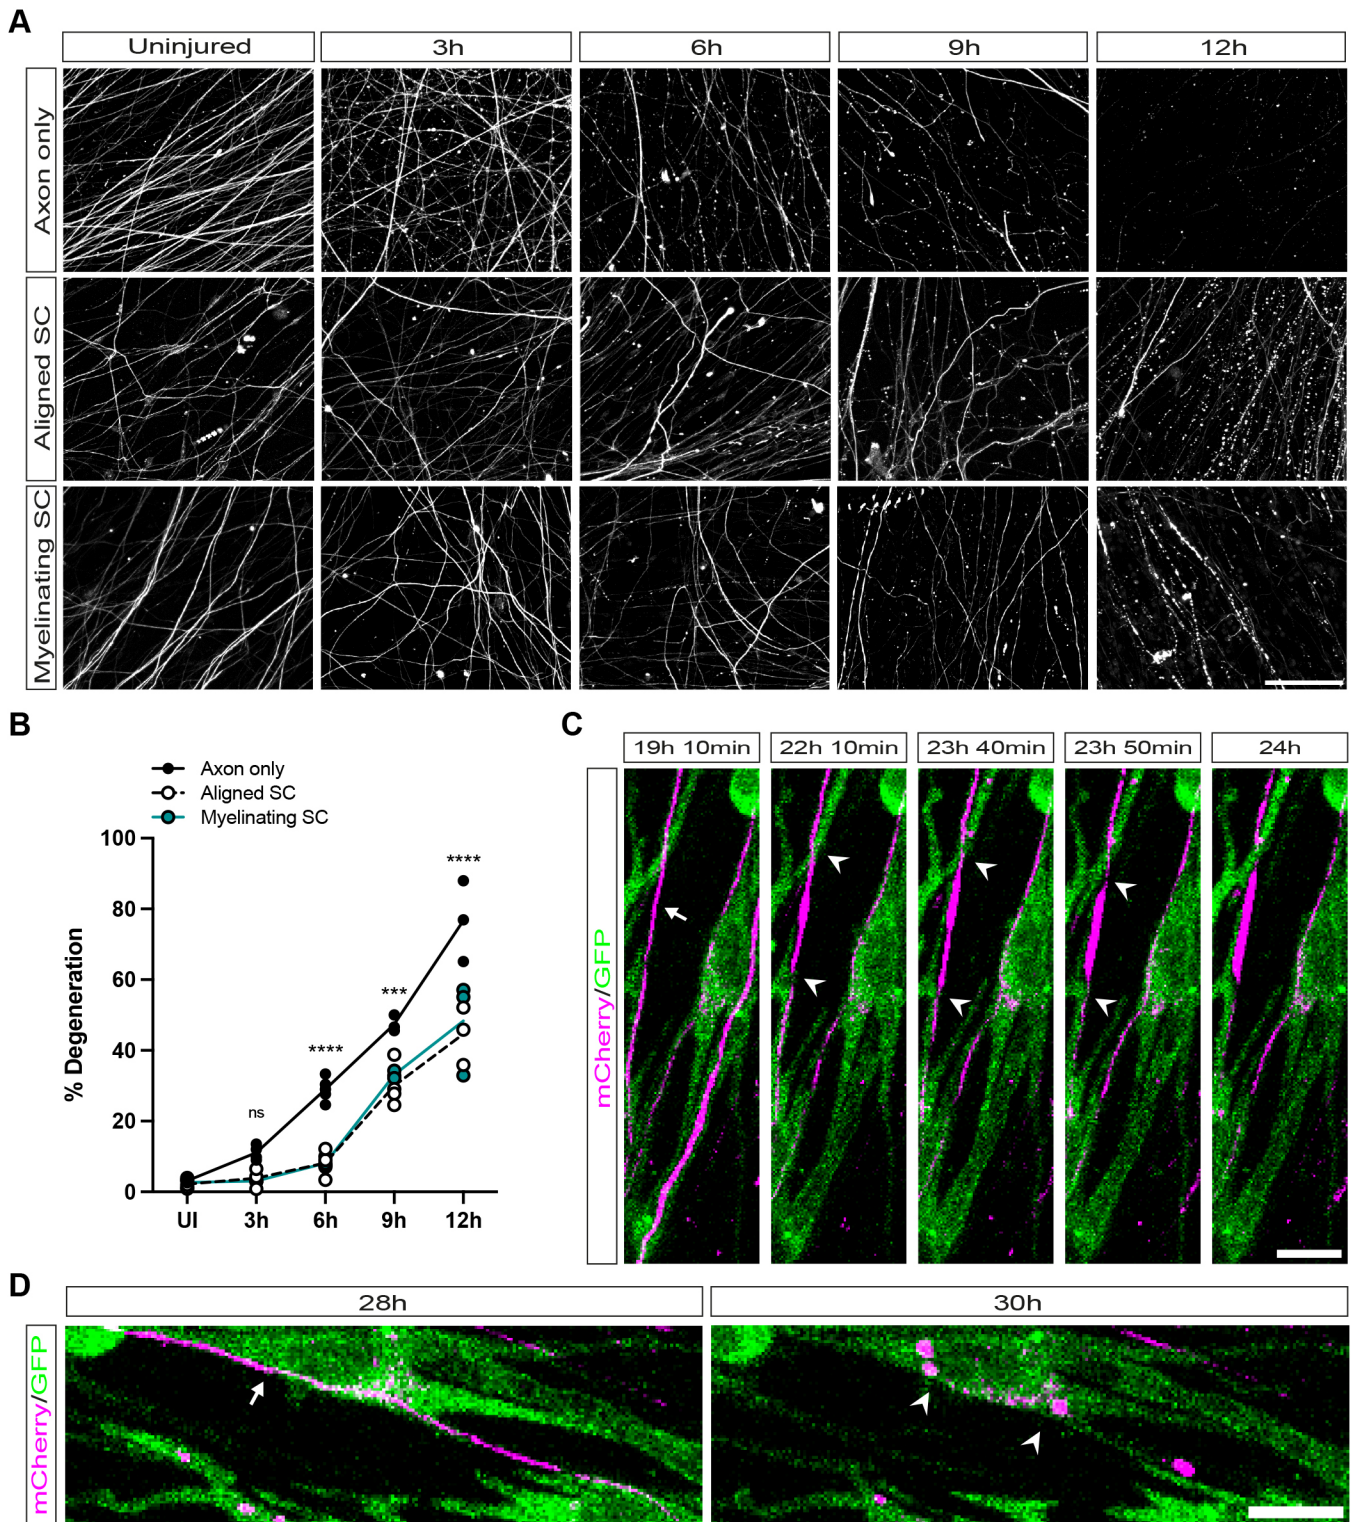 A
Uninjured
3h
6h
9h
12h
Axon only
Aligned SC
Myelinating SC
B
Axon only
Aligned SC
Myelinating SC
% Degeneration
100
80
60
40
20
0
ns
****
***
****
UI
3h
6h
9h
12h
C
19h 10min
22h 10min
23h 40min
23h 50min
24h
mCherry/GFP
D
28h
30h
mCherry/GFP